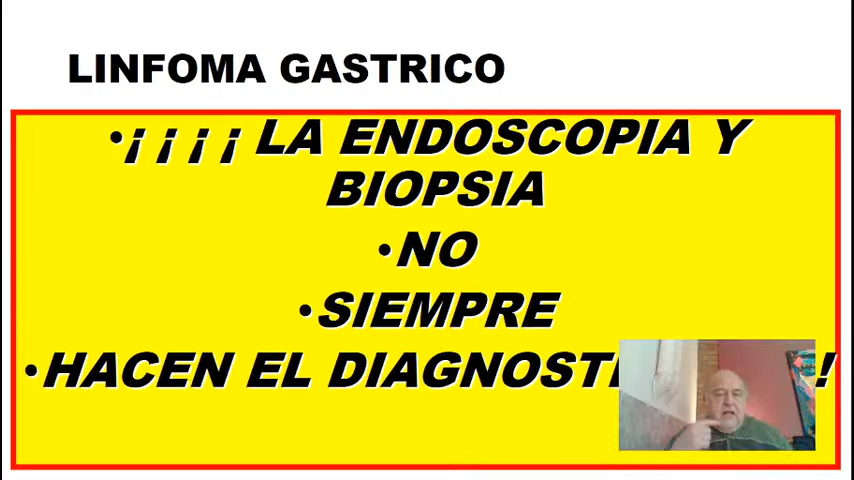 LINFOMA GASTRICO
•¡ ¡ ¡ ¡ LA ENDOSCOPIA Y
BIOPSIA
•NO
•SIEMPRE
•HACEN EL !